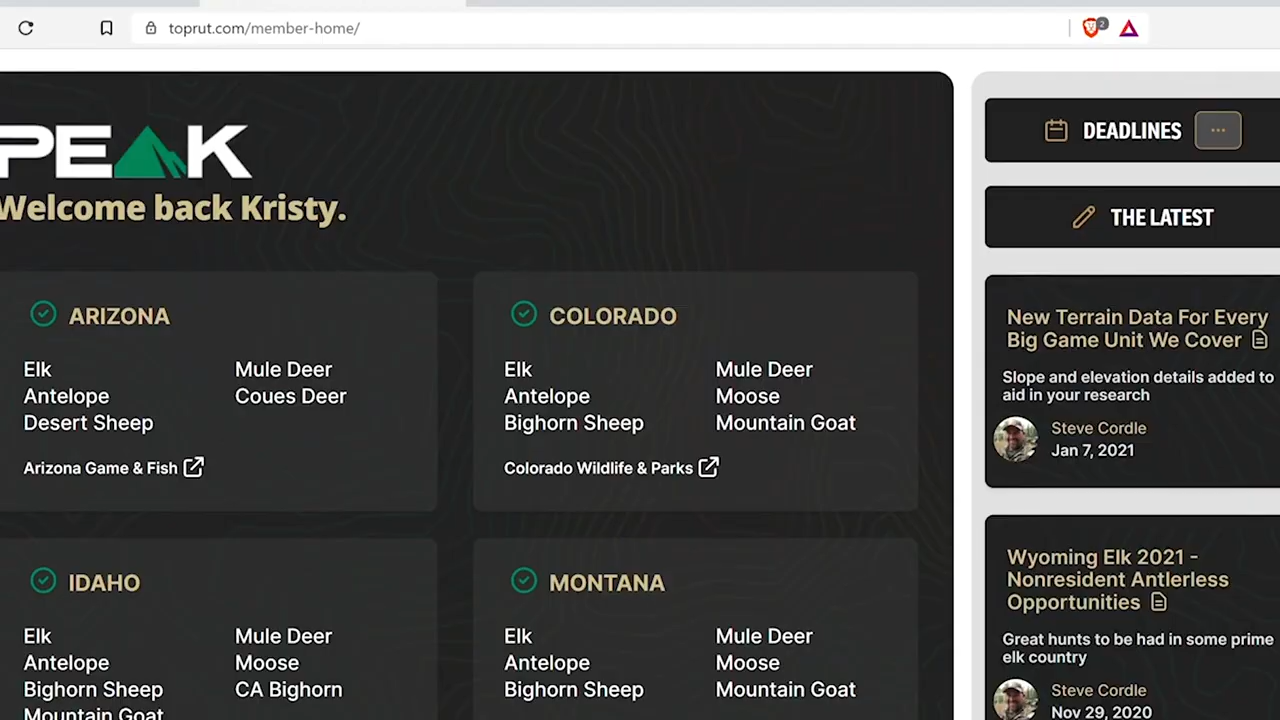 toprut.com/member-home/
2
PEAK
Welcome back Kristy.
ARIZONA
Elk
Mule Deer
Antelope
Coues Deer
Desert Sheep
Arizona Game & Fish
COLORADO
Elk
Mule Deer
Antelope
Moose
Bighorn Sheep
Mountain Goat
Colorado Wildlife & Parks
IDAHO
Elk
Mule Deer
Antelope
Moose
Bighorn Sheep
CA Bighorn
Mountain Goat
MONTANA
Elk
Mule Deer
Antelope
Moose
Bighorn Sheep
Mountain Goat
DEADLINES
THE LATEST
New Terrain Data For Every
Big Game Unit We Cover
Slope and elevation details added to
aid in your research
Steve Cordle
Jan 7, 2021
Wyoming Elk 2021 -
Nonresident Antlerless
Opportunities
Great hunts to be had in some prime
elk country
Steve Cordle
Nov 29, 2020